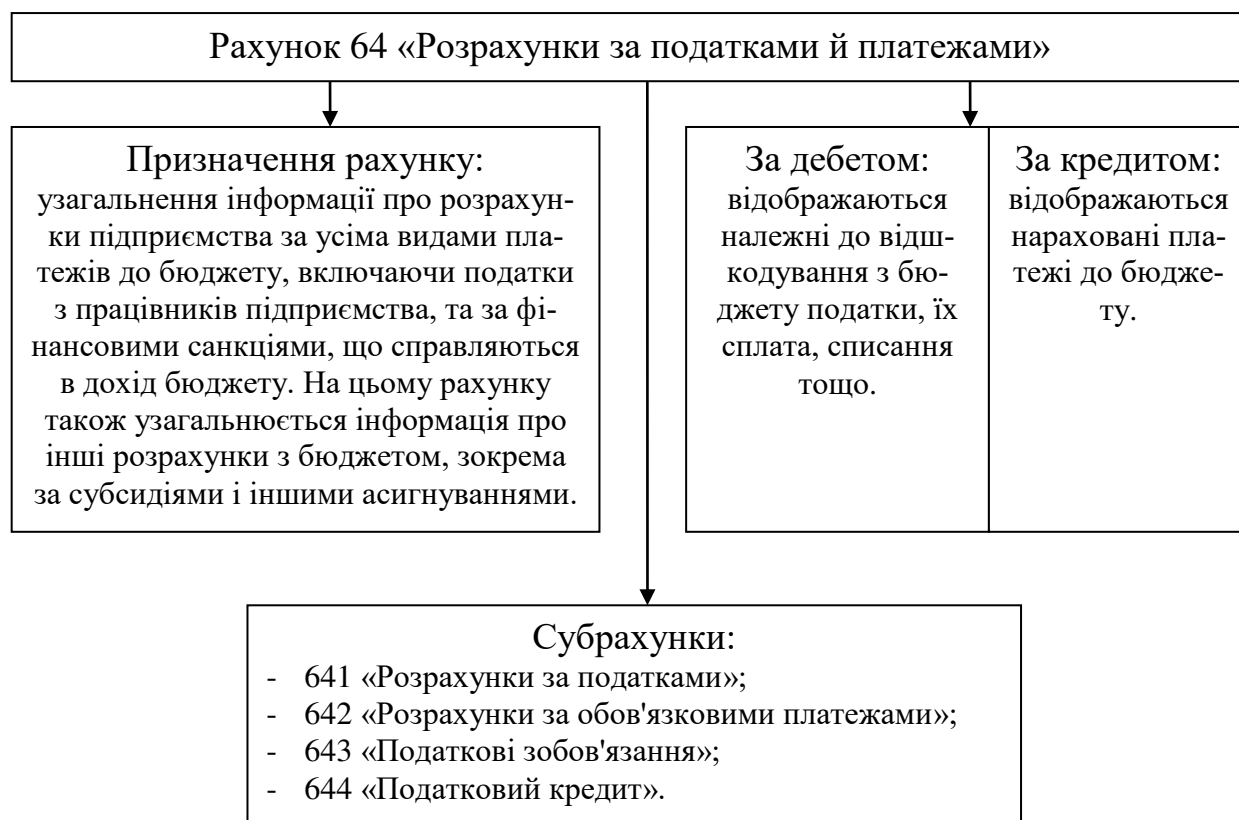 Рахунок 64 «Розрахунки за податками й платежами»
Призначення рахунку:
узагальнення інформації про розрахун-
ки підприємства за усіма видами пла-
тежів до бюджету, включаючи податки
з працівників підприємства, та за фі-
нансовими санкціями, що справляються
в дохід бюджету. На цьому рахунку
також узагальнюється інформація про
інші розрахунки з бюджетом, зокрема
за субсидіями і іншими асигнуваннями.
За дебетом:
відображаються
належні до відш-
кодування з бю-
джету податки, їх
сплата, списання
тощо.
За кредитом:
відображаються
нараховані пла-
тежі до бюдже-
ту.
Субрахунки:
- 641 «Розрахунки за податками»;
- 642 «Розрахунки за обов'язковими платежами»;
- 643 «Податкові зобов'язання»;
- 644 «Податковий кредит».